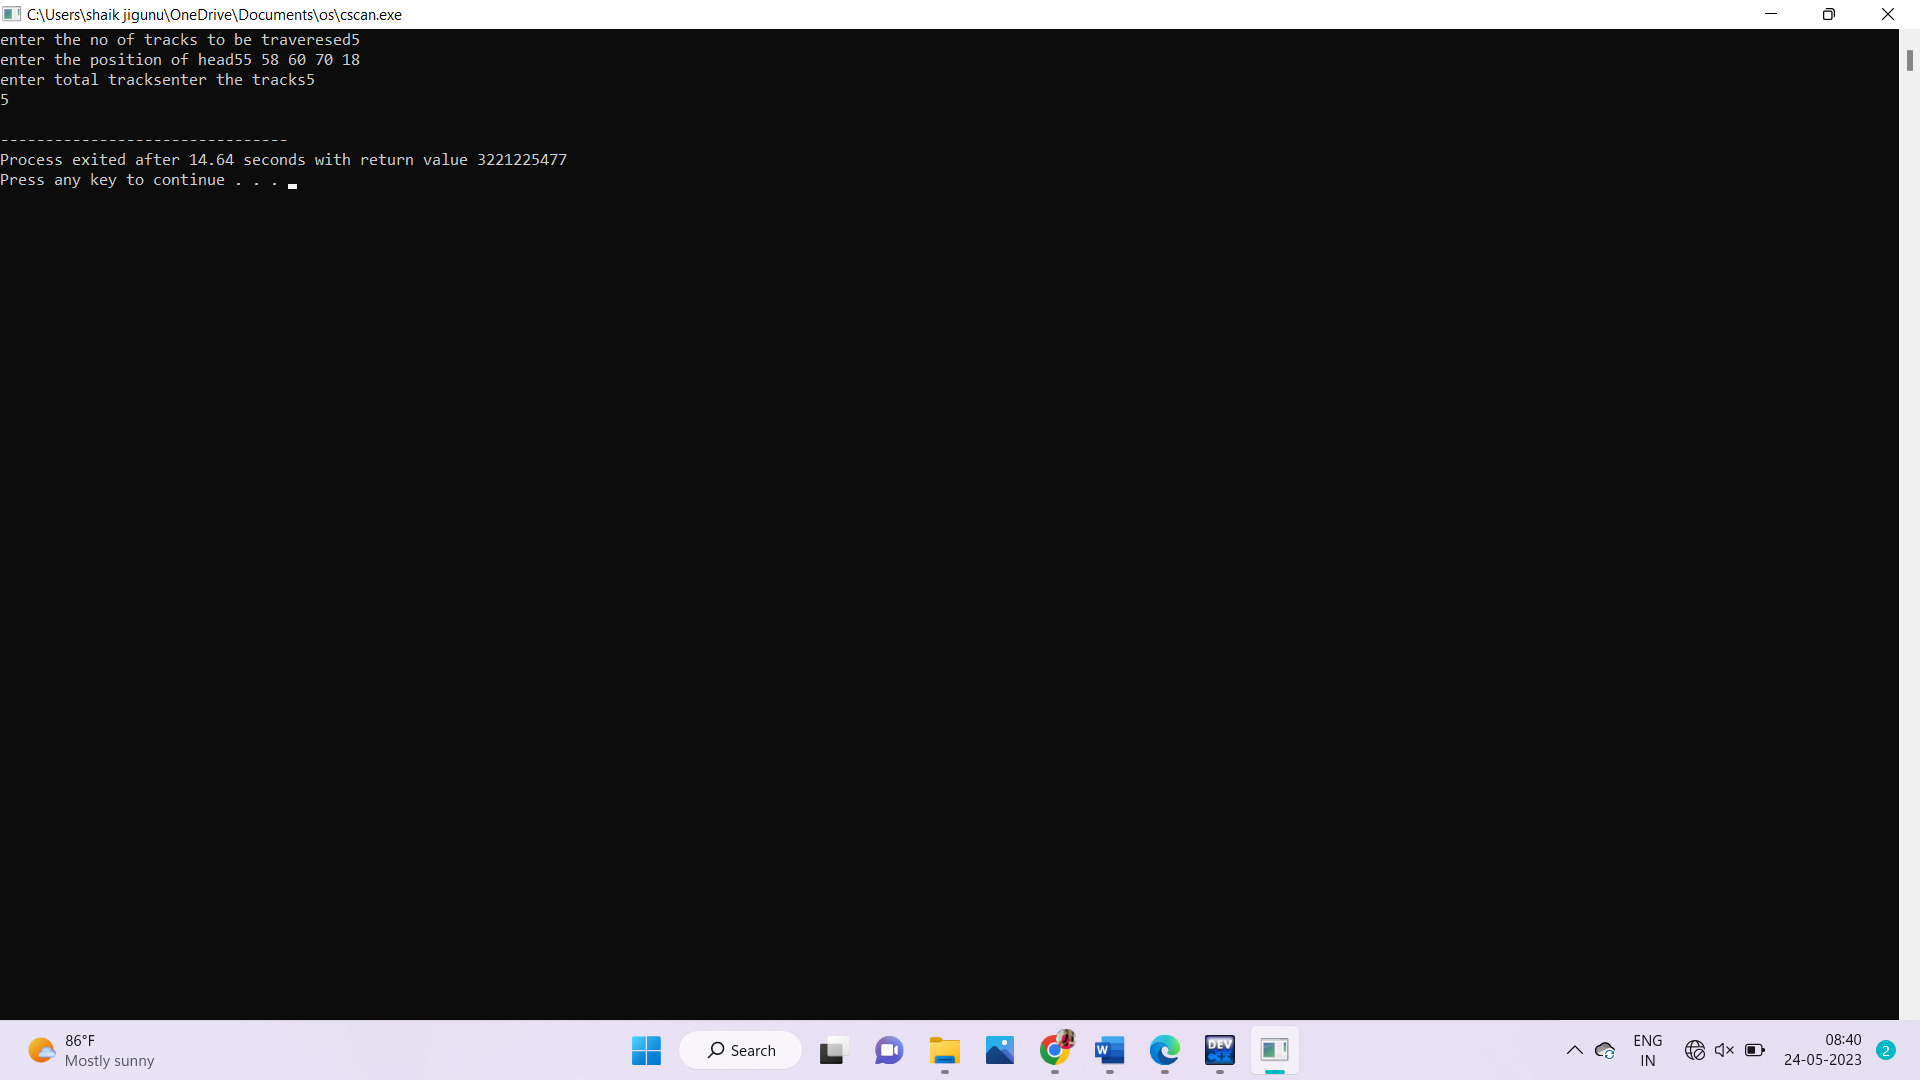 C:\Users\shaik jigunu\OneDrive\Documents\os\cscan.exe
enter the no of tracks to be traveresed5
enter the position of head55 58 60 70 18
enter total tracksenter the tracks5
5
--------------------------------
Process exited after 14.64 seconds with return value 3221225477
Press any key to continue . . .
86°F
Mostly sunny
Search
W
DEV
C++
ENG
IN
08:40
24-05-2023
2